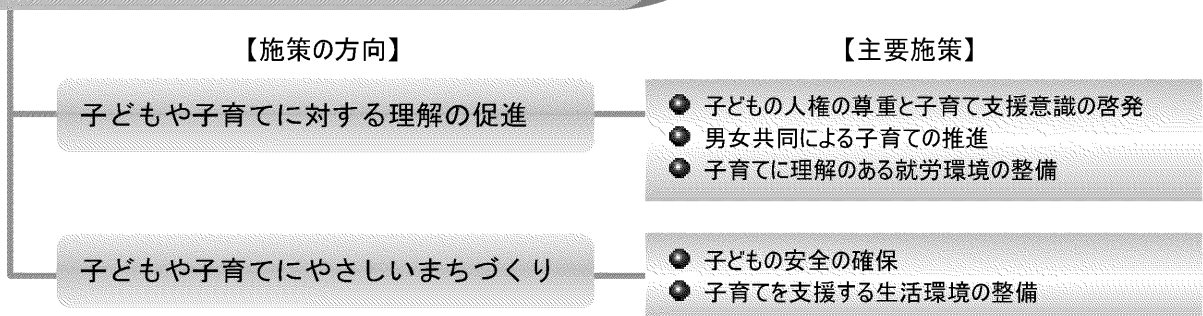 【施策の方向】
【主要施策】
子どもや子育てに対する理解の促進
● 子どもの人権の尊重と子育て支援意識の啓発
● 男女共同による子育ての推進
● 子育てに理解のある就労環境の整備
子どもや子育てにやさしいまちづくり
● 子どもの安全の確保
● 子育てを支援する生活環境の整備